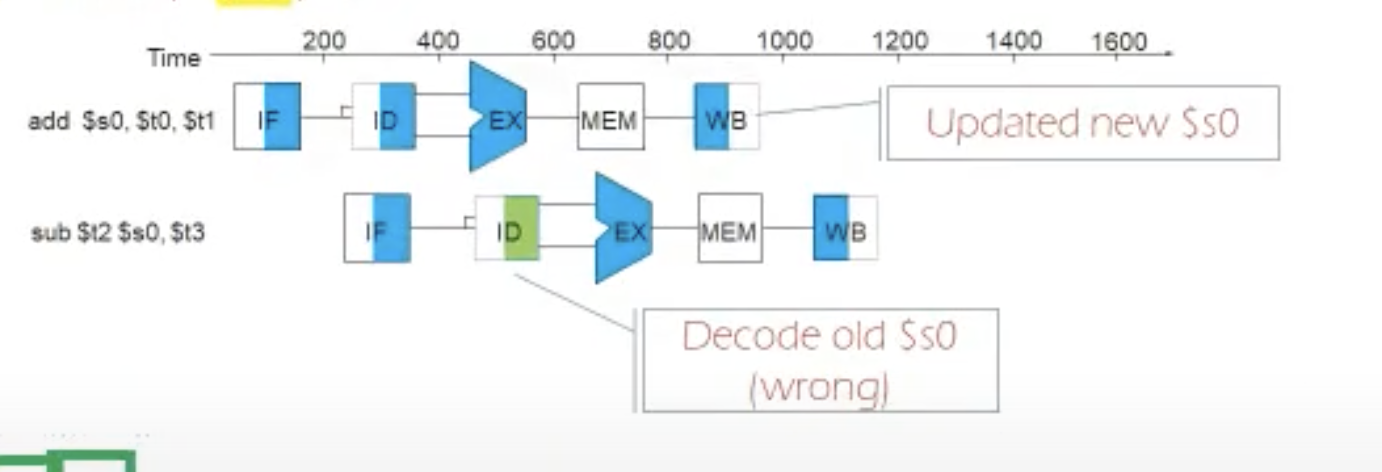 200 400 600 800 1000 1200 1400 1600
Time
add $s0, $t0, $t1 IF ID EX MEM WB
Updated new $s0
sub $t2 $s0, $t3 IF ID EX MEM WB
Decode old $s0
(wrong)